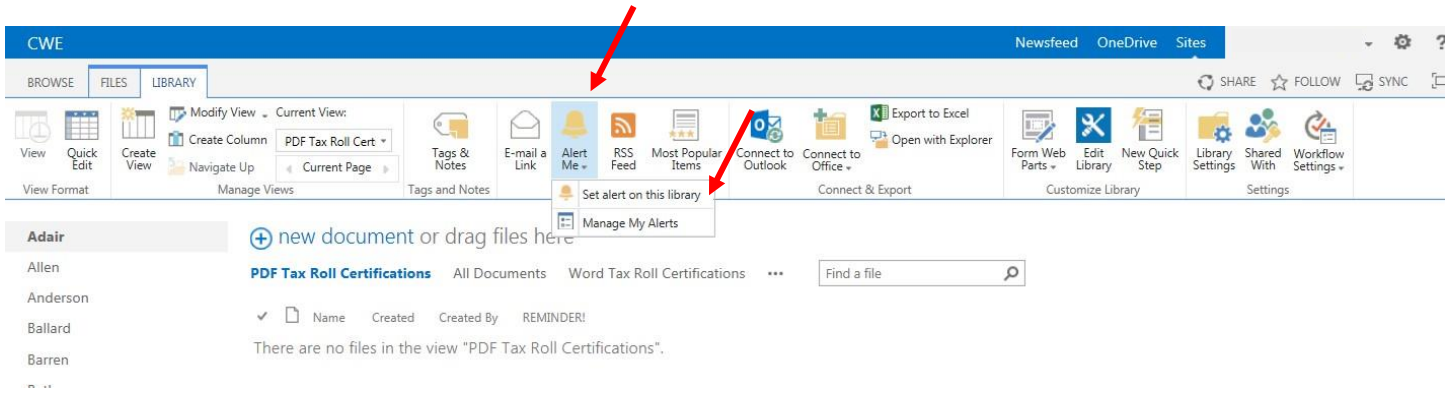 CWE Newsfeed OneDrive Sites ?
BROWSE FILES LIBRARY SHARE FOLLOW SYNC
View
Quick Edit
View Format
Create View
Modify View
Create Column
Navigate Up
Current View:
PDF Tax Roll Cert
Current Page
Manage Views
Tags & Notes
Tags and Notes
E-mail a Link
Alert Me
RSS Feed
Most Popular Items
Set alert on this library
Manage My Alerts
Connect to Outlook
Connect to Office
Export to Excel
Open with Explorer
Connect & Export
Form Web Parts
Edit Library
New Quick Step
Customize Library
Library Settings
Shared With
Workflow Settings
Settings
Adair
Allen
Anderson
Ballard
Barren
new document or drag files here
PDF Tax Roll Certifications All Documents Word Tax Roll Certifications ••• Find a file
Name Created Created By REMINDER!
There are no files in the view "PDF Tax Roll Certifications".